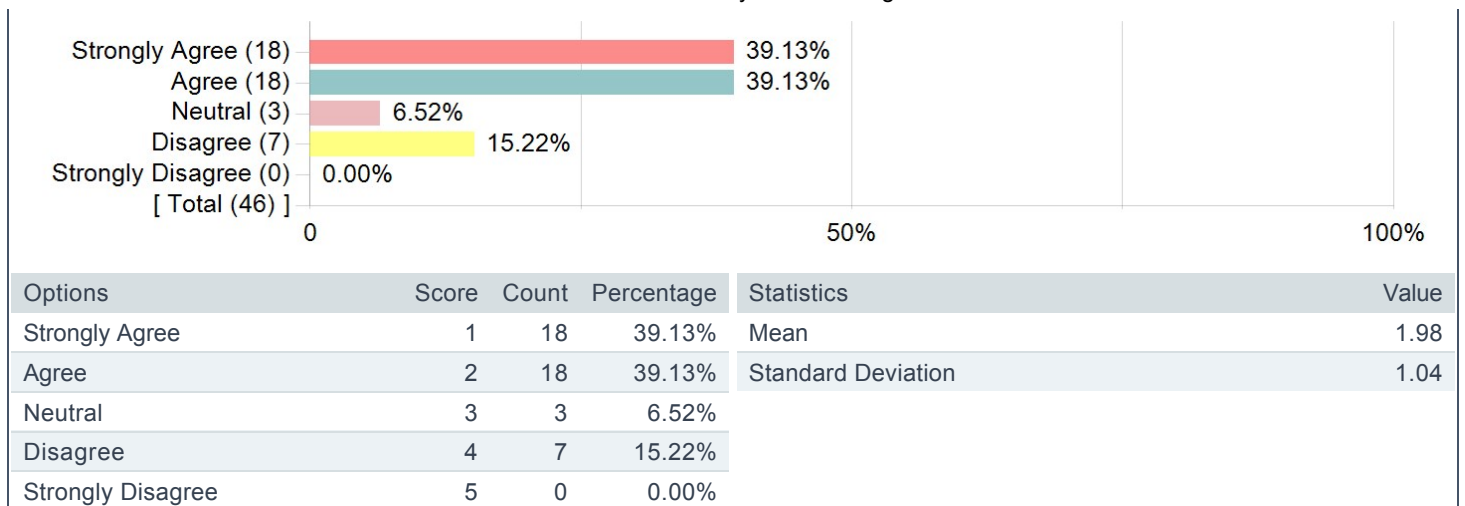 Strongly Agree (18) 39.13%
Agree (18) 39.13%
Neutral (3) 6.52%
Disagree (7) 15.22%
Strongly Disagree (0) 0.00%
[ Total (46) ]
0 50% 100%
Options Score Count Percentage Statistics Value
Strongly Agree 1 18 39.13% Mean 1.98
Agree 2 18 39.13% Standard Deviation 1.04
Neutral 3 3 6.52%
Disagree 4 7 15.22%
Strongly Disagree 5 0 0.00%